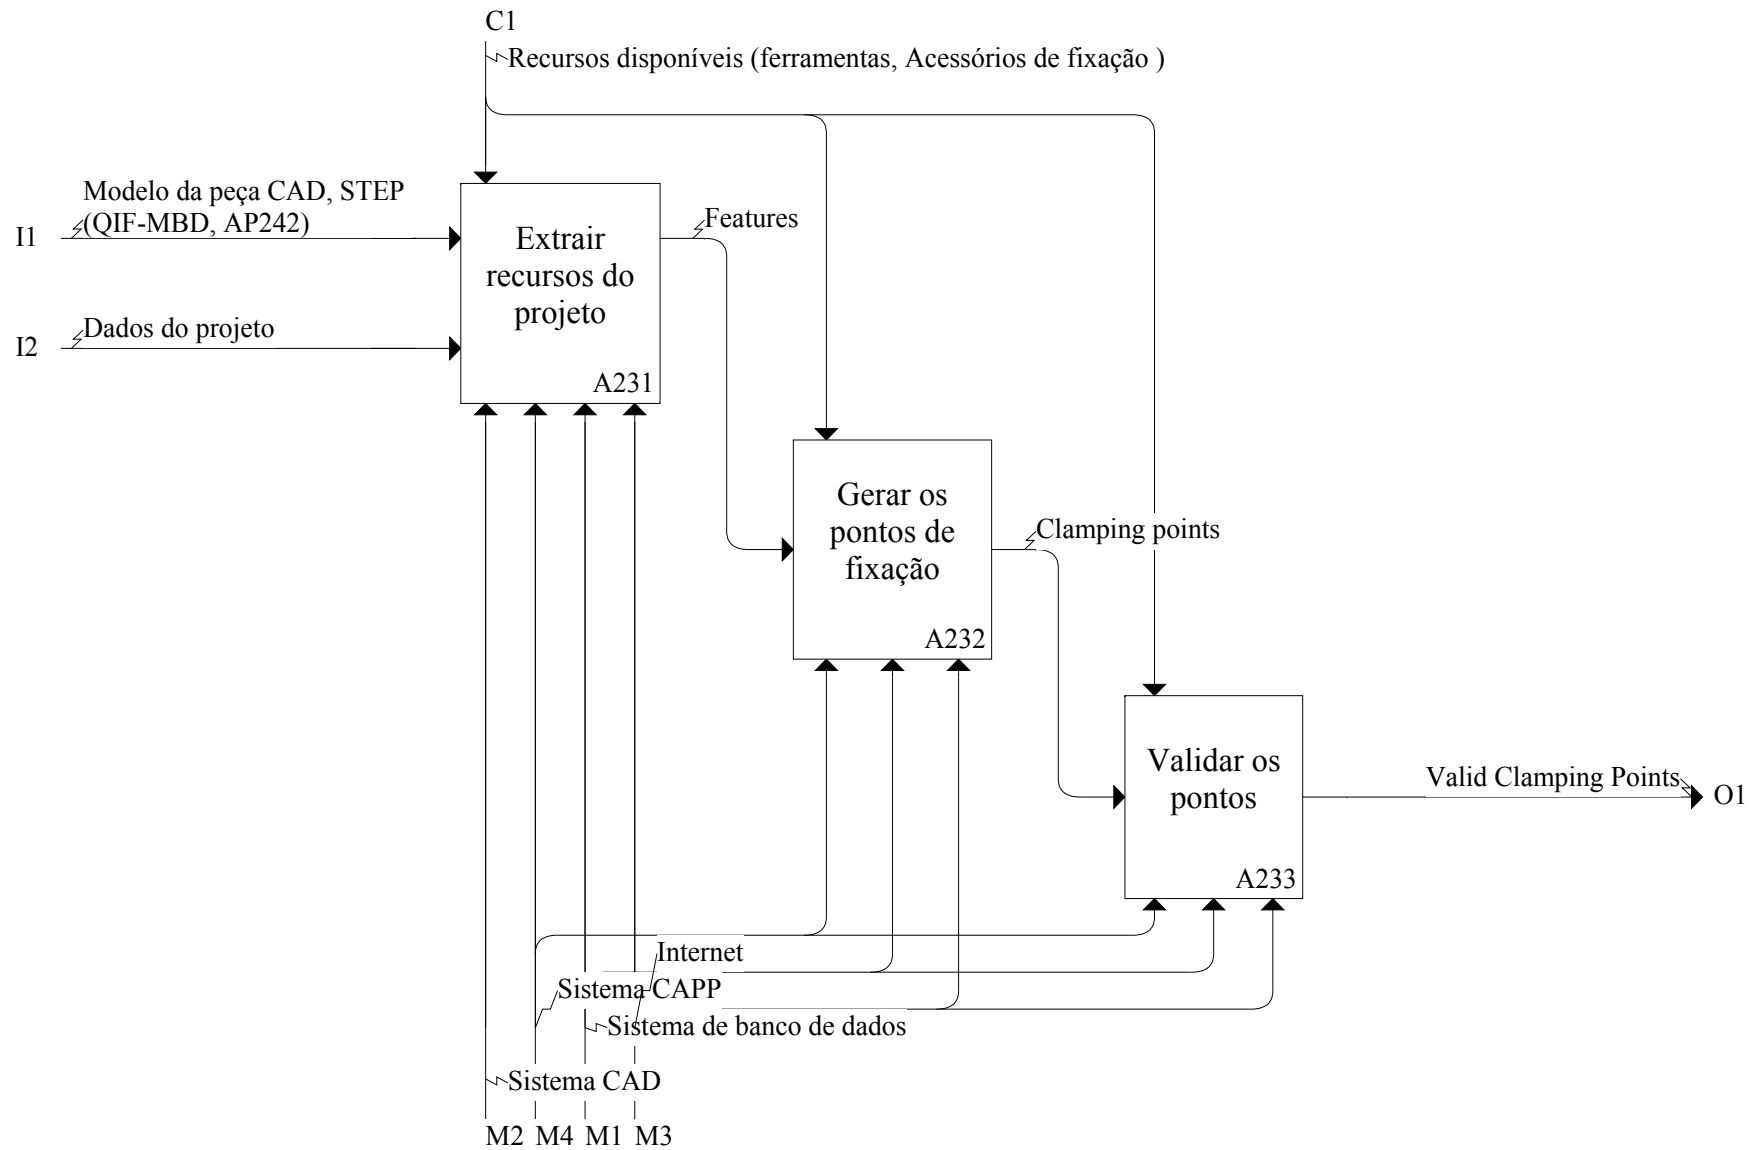 C1
Recursos disponíveis (ferramentas, Acessórios de fixação )
Modelo da peça CAD, STEP
(QIF-MBD, AP242)
I1
Features
Extrair
recursos do
projeto
A231
Dados do projeto
I2
Gerar os
pontos de
fixação
A232
Clamping points
Validar os
pontos
A233
Valid Clamping Points
O1
Internet
Sistema CAPP
Sistema de banco de dados
Sistema CAD
M2 M4 M1 M3